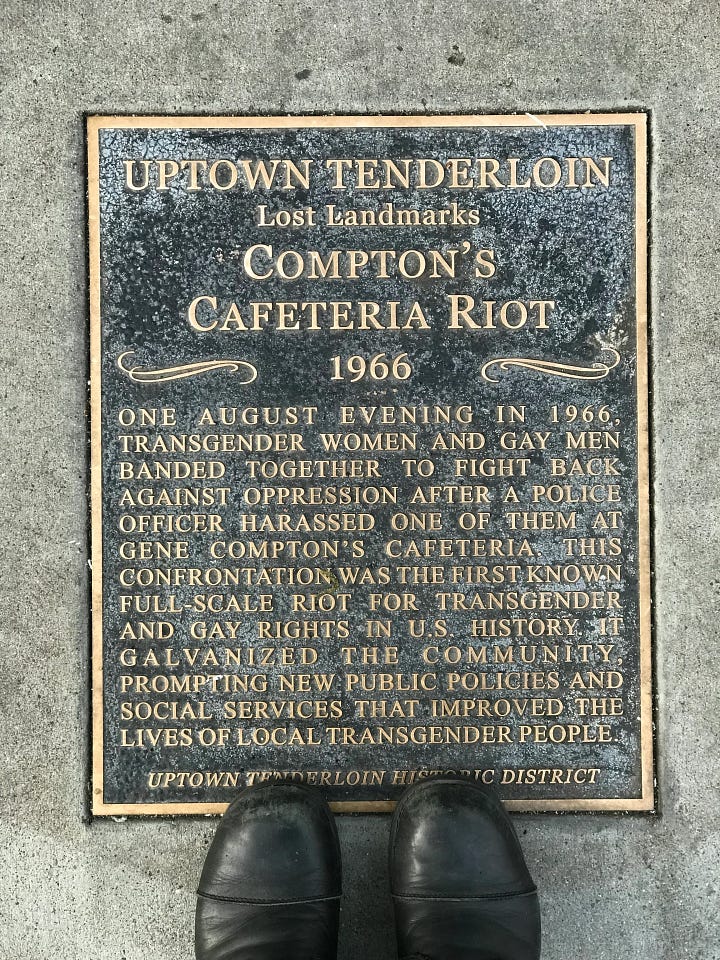 UPTOWN TENDERLOIN
Lost Landmarks
COMPTON'S
CAFETERIA RIOT
1966
ONE AUGUST EVENING IN 1966,
TRANSGENDER WOMEN AND GAY MEN
BANDED TOGETHER TO FIGHT BACK
AGAINST OPPRESSION AFTER A POLICE
OFFICER HARASSED ONE OF THEM AT
GENE COMPTON'S CAFETERIA. THIS
CONFRONTATION WAS THE FIRST KNOWN
FULL-SCALE RIOT FOR TRANSGENDER
AND GAY RIGHTS IN U.S. HISTORY. IT
GALVANIZED THE COMMUNITY,
PROMPTING NEW PUBLIC POLICIES AND
SOCIAL SERVICES THAT IMPROVED THE
LIVES OF LOCAL TRANSGENDER PEOPLE.
UPTOWN TENDERLOIN HISTORIC DISTRICT